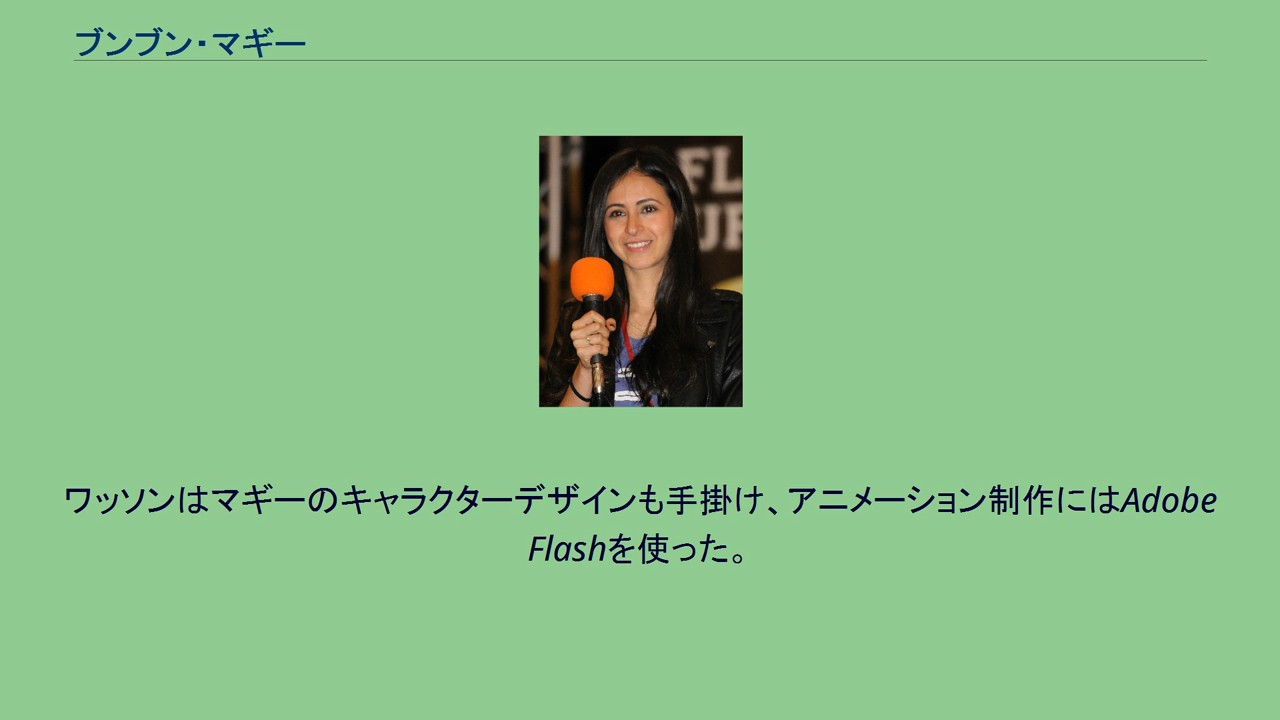 ブンブン・マギー
FL
UF
ワッソンはマギーのキャラクターデザインも手掛け、アニメーション制作にはAdobe
Flashを使った。